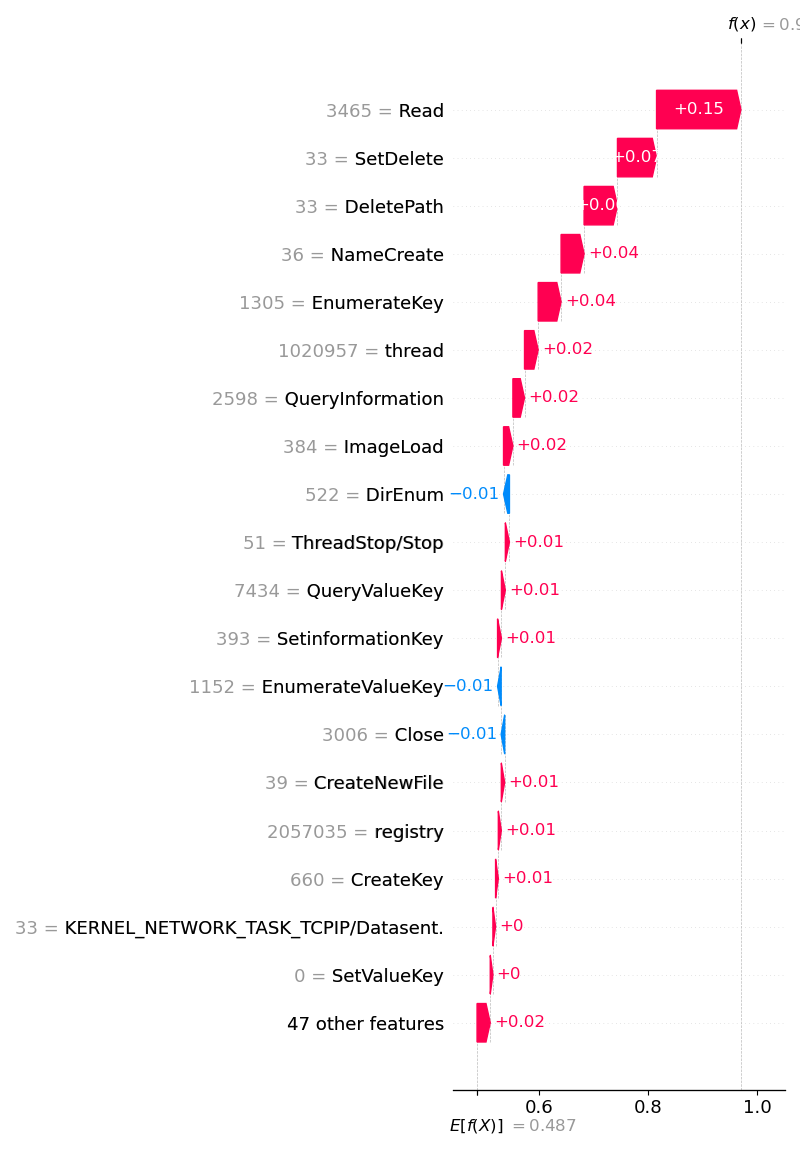 f(x) = 0.9
3465 = Read
+0.15
33 = SetDelete
+0.07
33 = DeletePath
36 = NameCreate
+0.04
1305 = EnumerateKey
+0.04
1020957 = thread
+0.02
2598 = QueryInformation
+0.02
384 = ImageLoad
+0.02
522 = DirEnum
−0.01
51 = ThreadStop/Stop
+0.01
7434 = QueryValueKey
+0.01
393 = SetinformationKey
+0.01
1152 = EnumerateValueKey
−0.01
3006 = Close
−0.01
39 = CreateNewFile
+0.01
2057035 = registry
+0.01
660 = CreateKey
+0.01
33 = KERNEL_NETWORK_TASK_TCPIP/Datasent.
+0
0 = SetValueKey
+0
47 other features
+0.02
0.6 0.8 1.0
E[f(X)] = 0.487